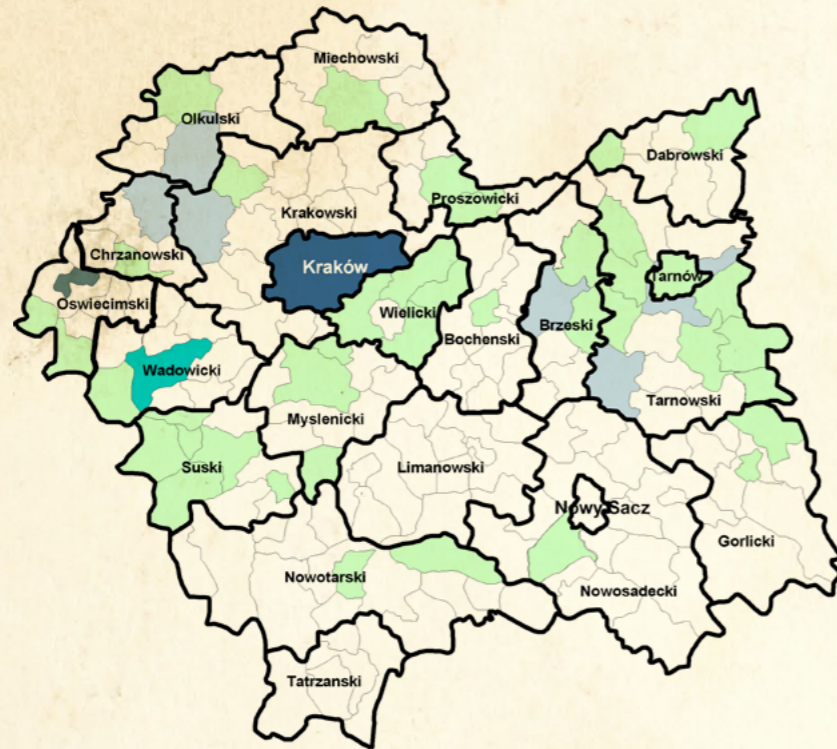 Miechowski
Olkulski
Dabrowski
Proszowicki
Krakowski
Chrzanowski
Kraków
Tarnów
Oswiecimski
Wielicki
Brzeski
Bochenski
Wadowicki
Tarnowski
Myslenicki
Suski
Limanowski
Nowy Sacz
Gorlicki
Nowotarski
Nowosadecki
Tatrzanski